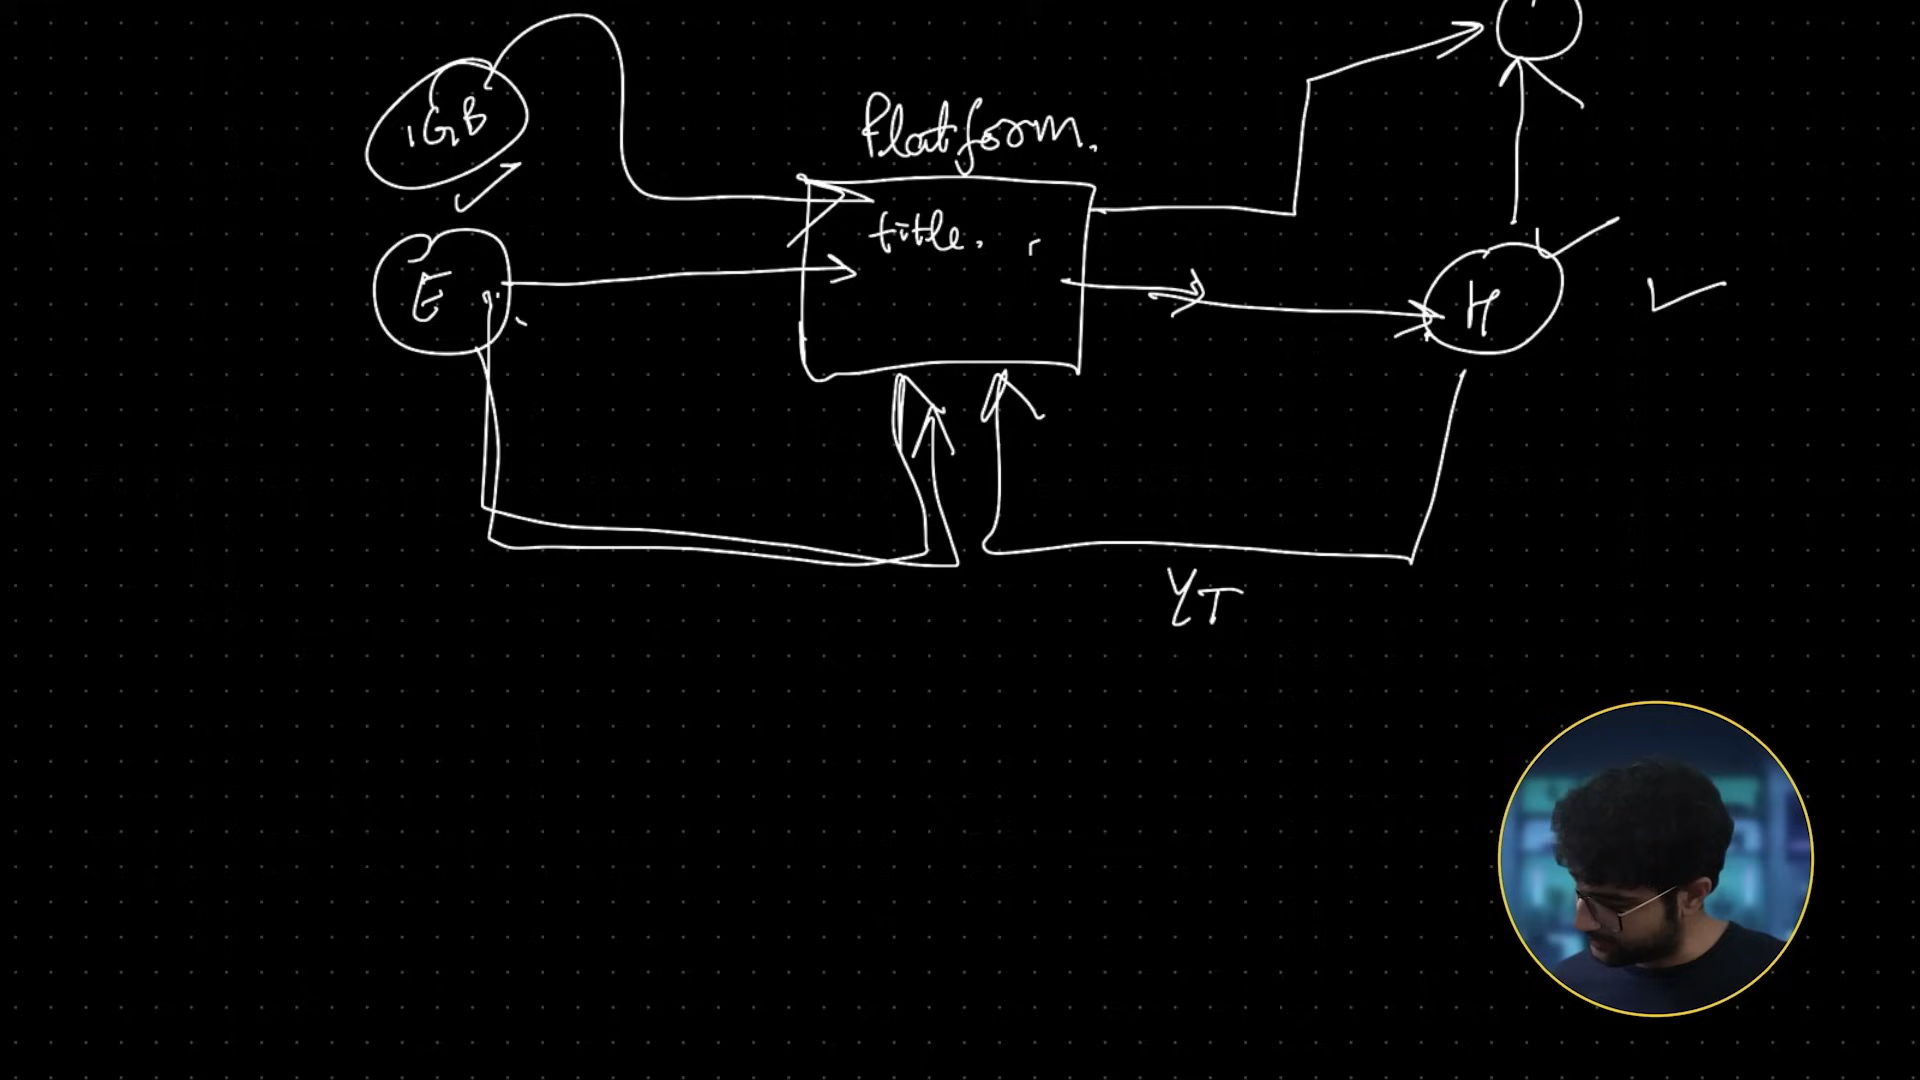 1GB
Platform.
title.
E
H
YT